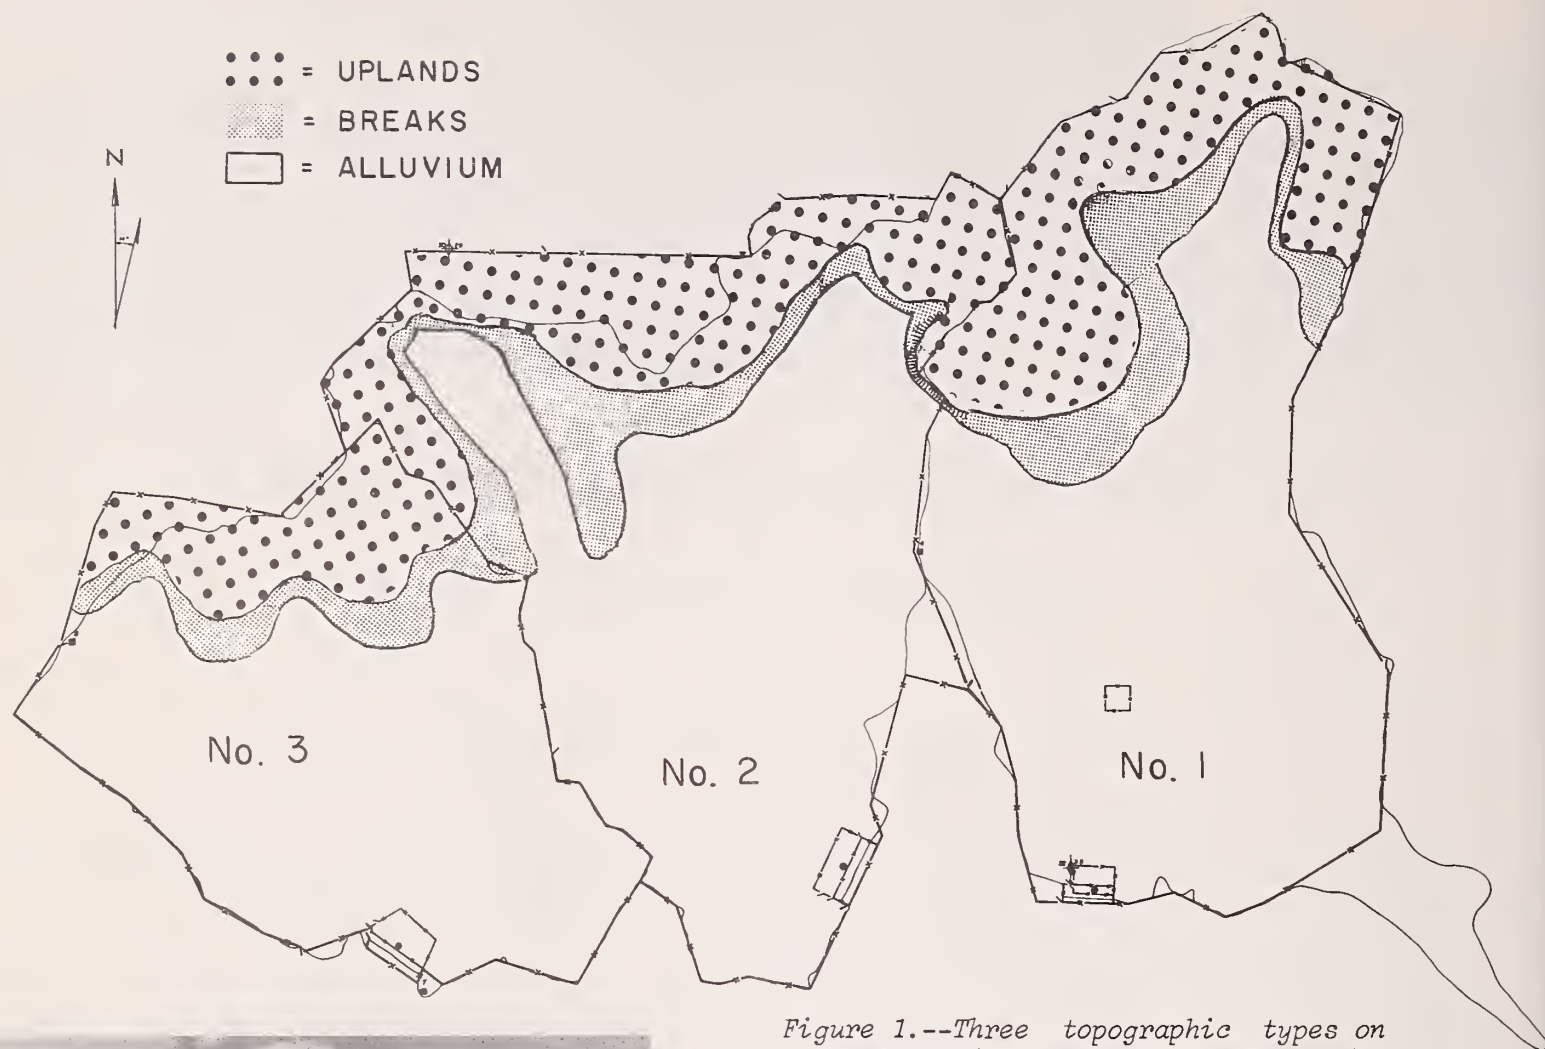 = UPLANDS
= BREAKS
= ALLUVIUM
N
No. 3
No. 2
No. 1
Figure 1.--Three topographic types on